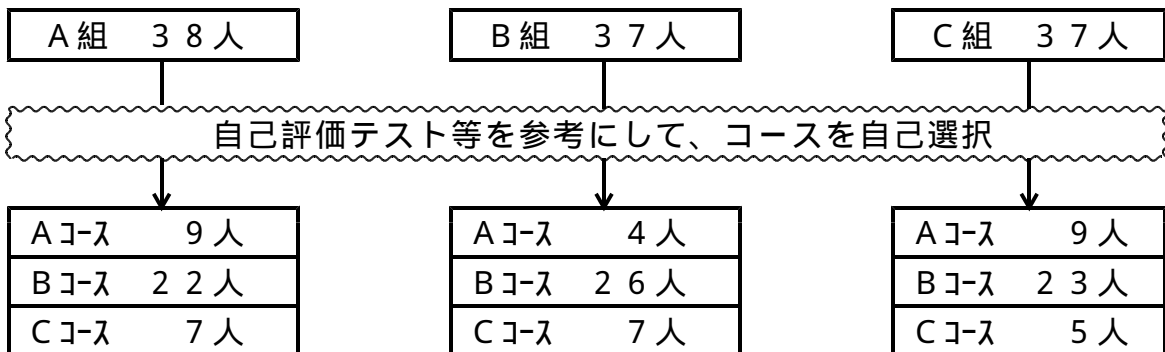 A組　38人
B組　37人
C組　37人
自己評価テスト等を参考にして、コースを自己選択
Aコース　9人
Aコース　4人
Aコース　9人
Bコース　22人
Bコース　26人
Bコース　23人
Cコース　7人
Cコース　7人
Cコース　5人